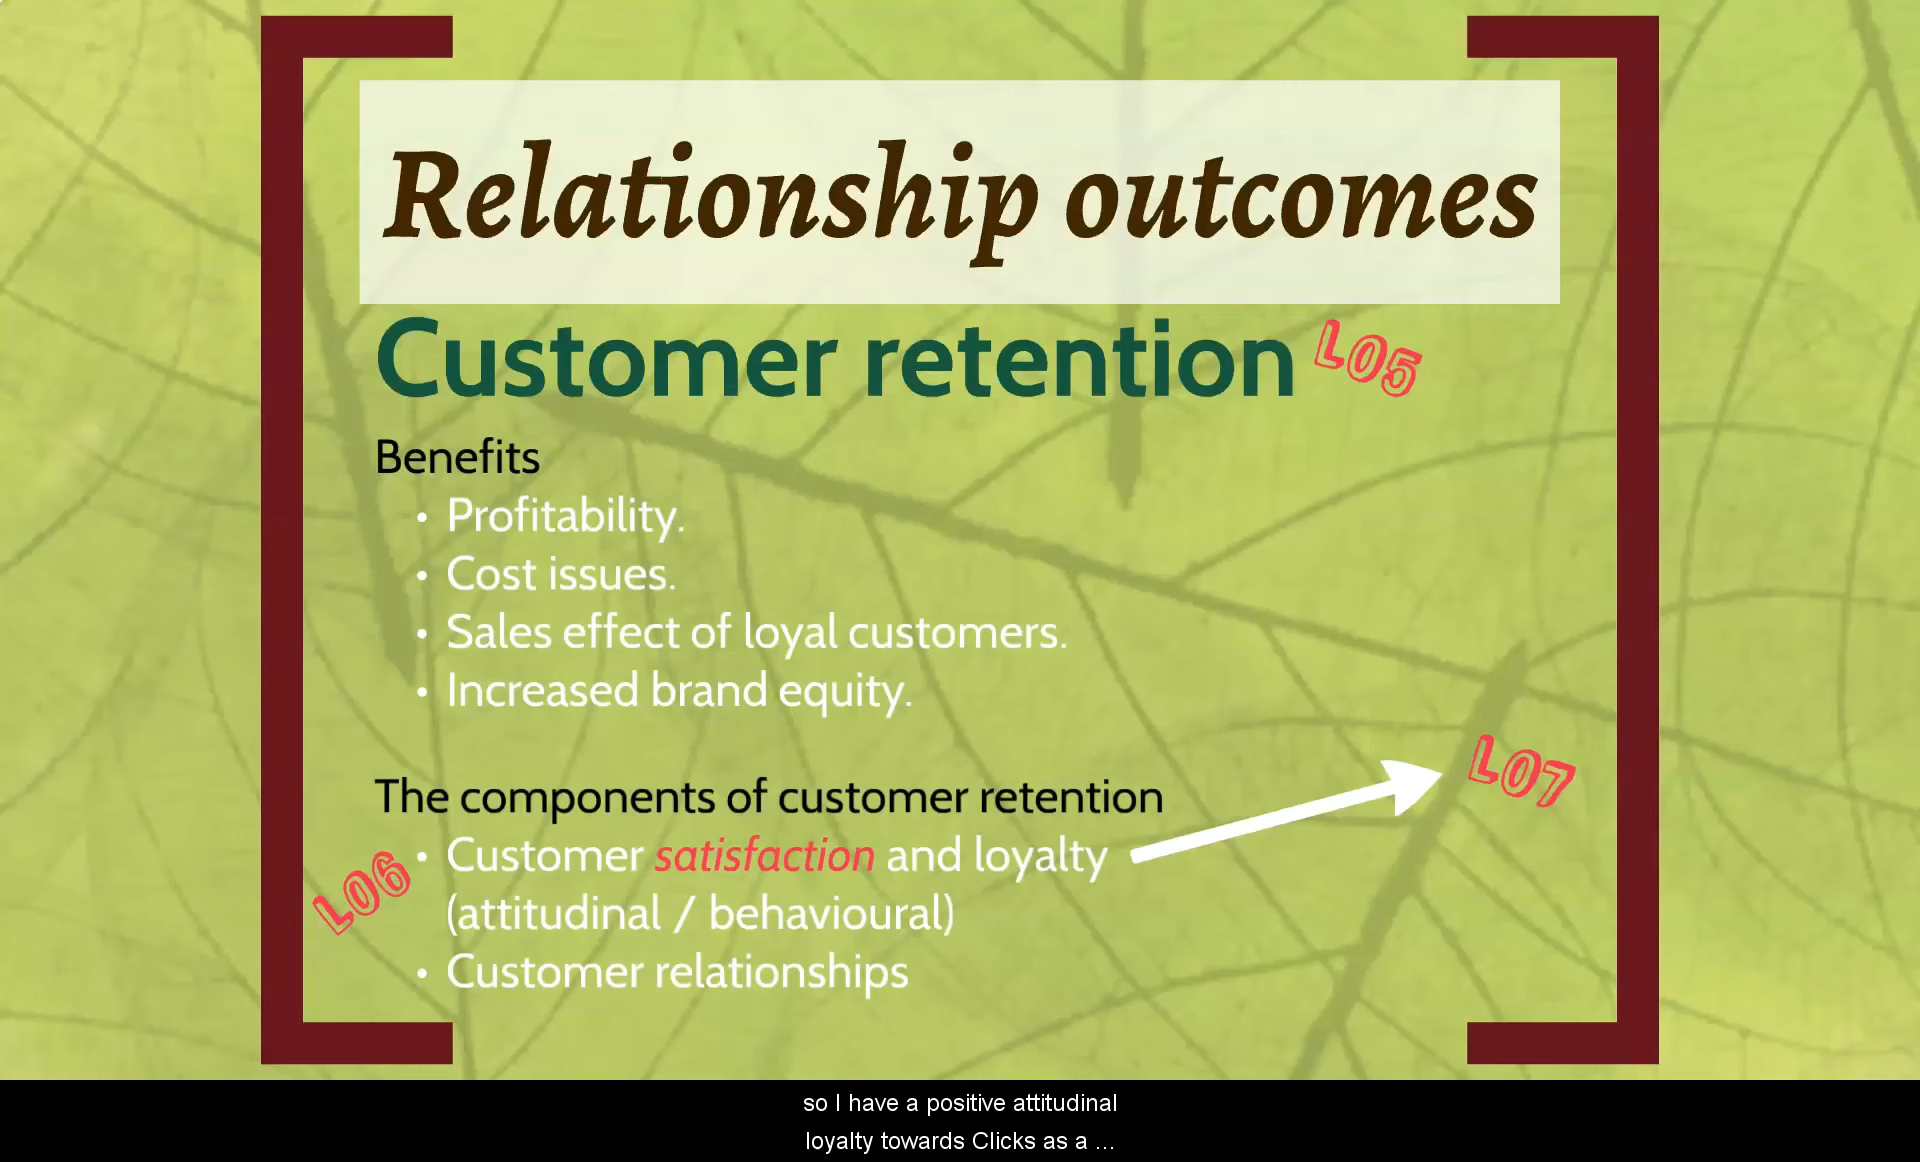 Relationship outcomes
Customer retention LO5
Benefits
• Profitability.
• Cost issues.
• Sales effect of loyal customers.
• Increased brand equity.
The components of customer retention
LO7
LO6
• Customer satisfaction and loyalty
(attitudinal / behavioural)
• Customer relationships
so I have a positive attitudinal
loyalty towards Clicks as a ...